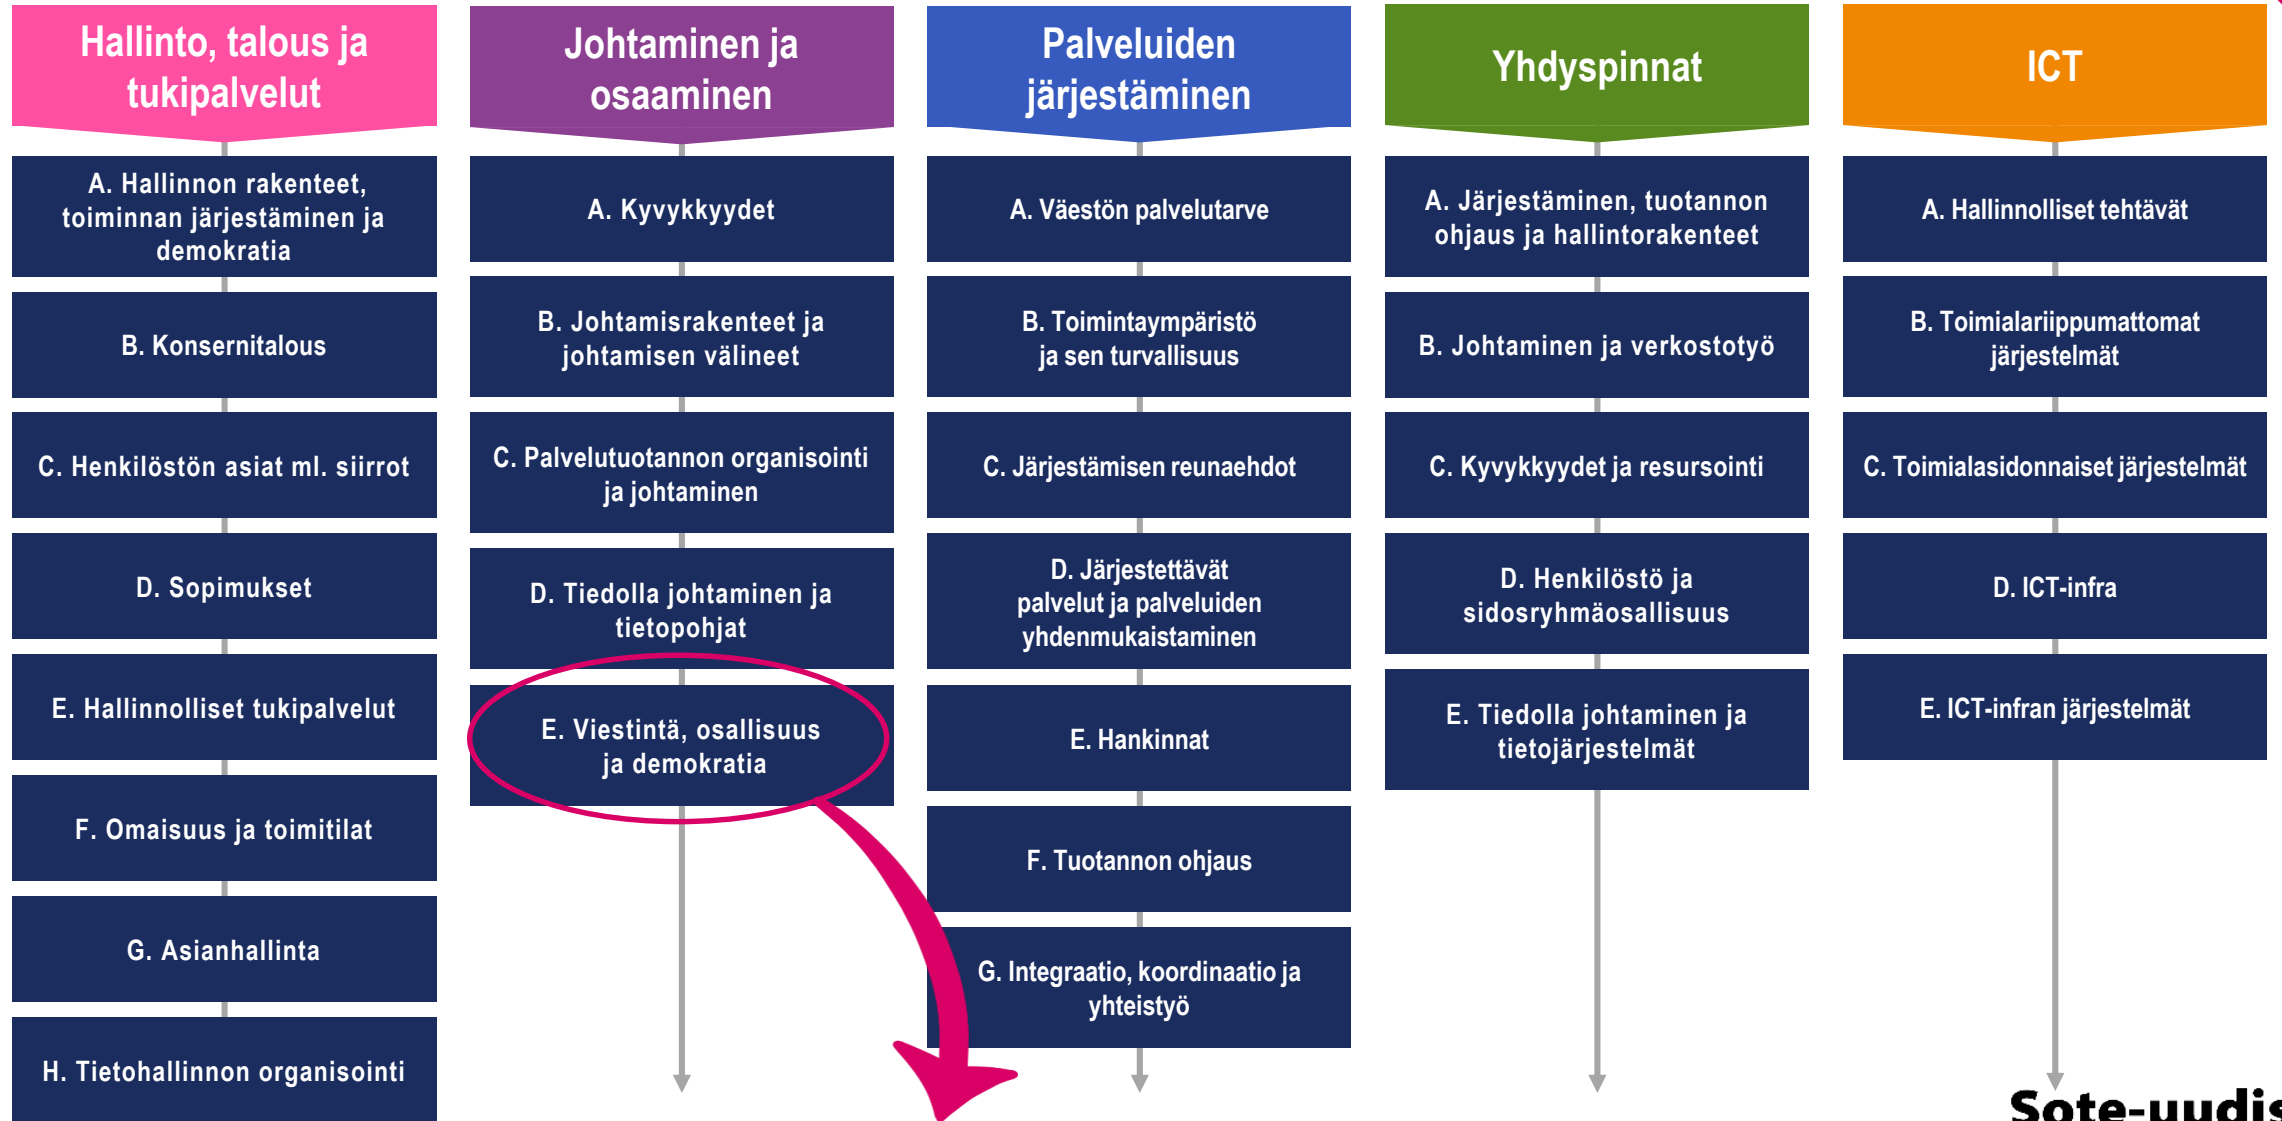 Hallinto, talous ja
tukipalvelut
A. Hallinnon rakenteet,
toiminnan järjestäminen ja
demokratia
B. Konsernitalous
C. Henkilöstön asiat ml. siirrot
D. Sopimukset
E. Hallinnolliset tukipalvelut
F. Omaisuus ja toimitilat
G. Asianhallinta
H. Tietohallinnon organisointi
Johtaminen ja
osaaminen
A. Kyvykkyydet
B. Johtamisrakenteet ja
johtamisen välineet
C. Palvelutuotannon organisointi
ja johtaminen
D. Tiedolla johtaminen ja
tietopohjat
E. Viestintä, osallisuus
ja demokratia
Palveluiden
järjestäminen
A. Väestön palvelutarve
B. Toimintaympäristö
ja sen turvallisuus
C. Järjestämisen reunaehdot
D. Järjestettävät
palvelut ja palveluiden
yhdenmukaistaminen
E. Hankinnat
F. Tuotannon ohjaus
G. Integraatio, koordinaatio ja
yhteistyö
Yhdyspinnat
A. Järjestäminen, tuotannon
ohjaus ja hallintorakenteet
B. Johtaminen ja verkostotyö
C. Kyvykkyydet ja resursointi
D. Henkilöstö ja
sidosryhmäosallisuus
E. Tiedolla johtaminen ja
tietojärjestelmät
ICT
A. Hallinnolliset tehtävät
B. Toimialariippumattomat
järjestelmät
C. Toimialasidonnaiset järjestelmät
D. ICT-infra
E. ICT-infran järjestelmät
Sote-uudis